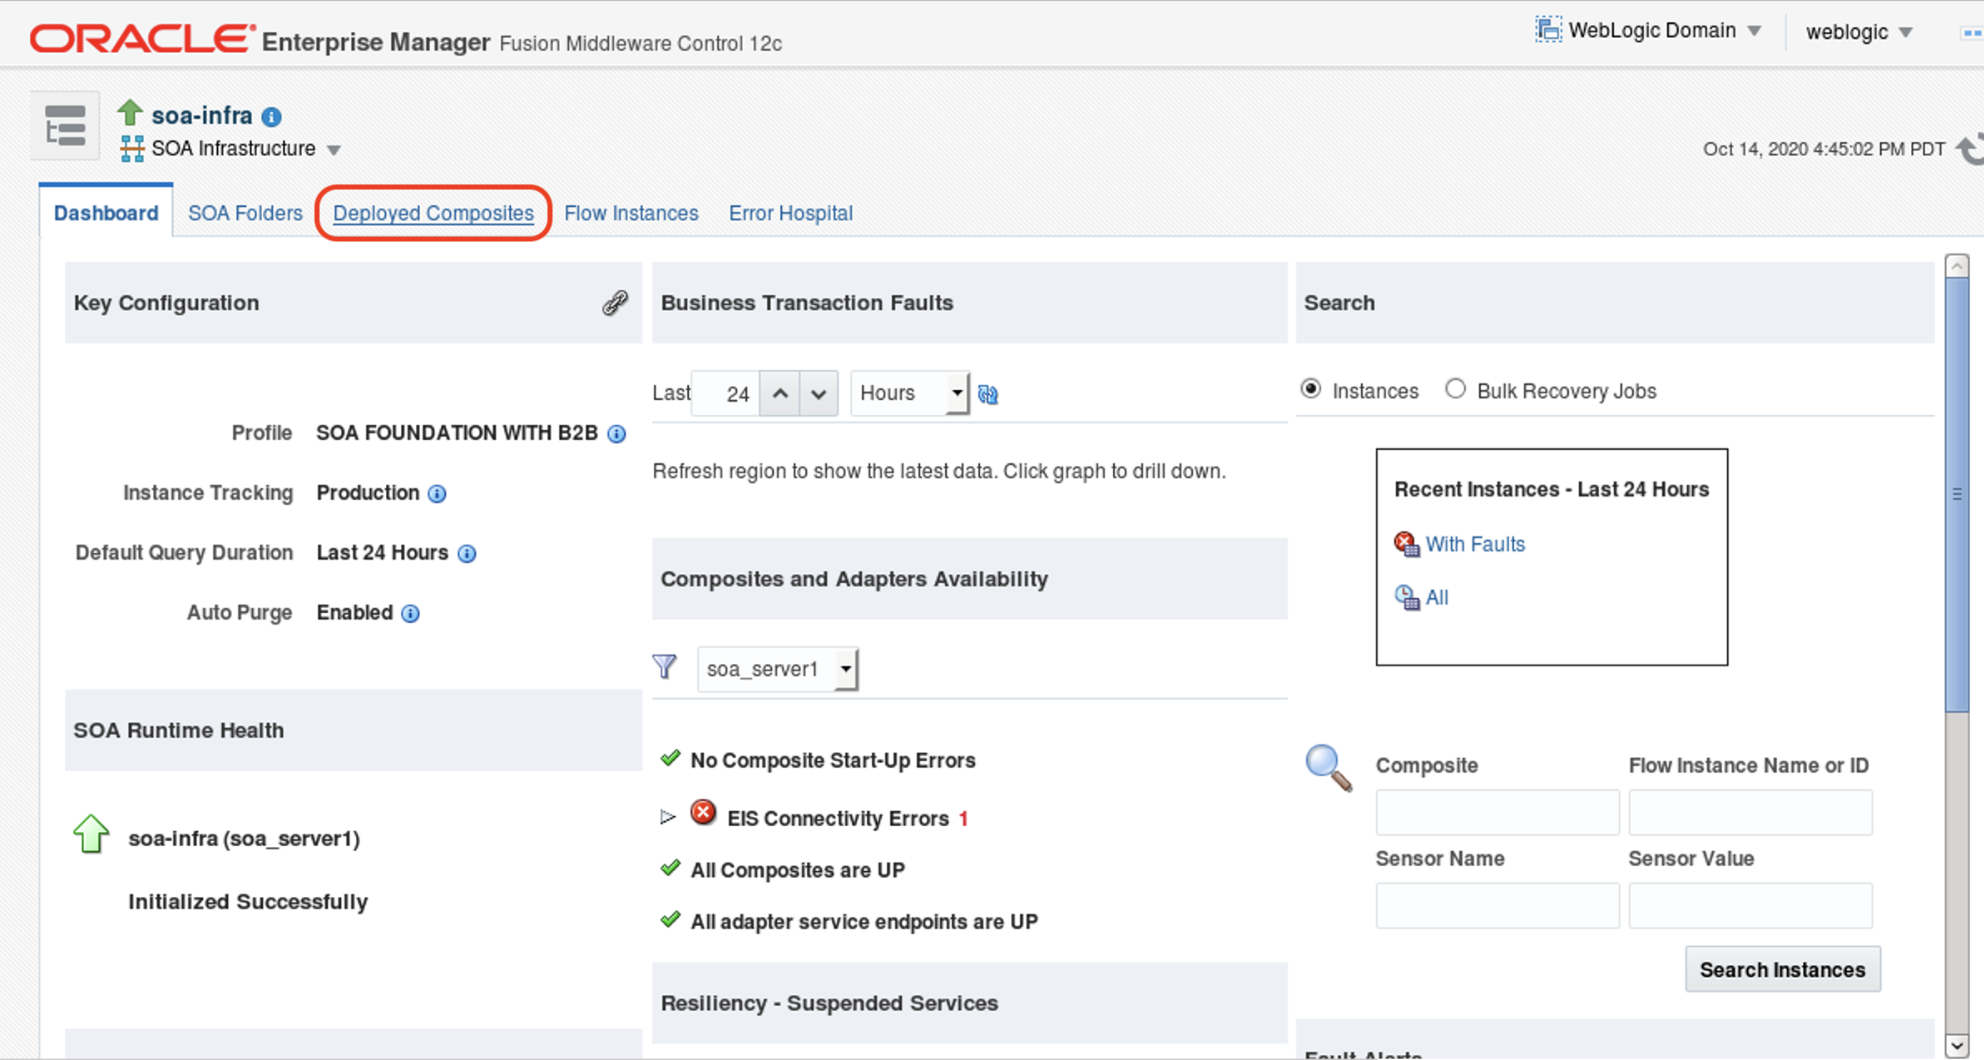 ORACLE Enterprise Manager Fusion Middleware Control 12c
WebLogic Domain
weblogic
soa-infra
SOA Infrastructure
Oct 14, 2020 4:45:02 PM PDT
Dashboard
SOA Folders
Deployed Composites
Flow Instances
Error Hospital
Key Configuration
Profile SOA FOUNDATION WITH B2B
Instance Tracking Production
Default Query Duration Last 24 Hours
Auto Purge Enabled
SOA Runtime Health
soa-infra (soa_server1)
Initialized Successfully
Business Transaction Faults
Last 24 Hours
Refresh region to show the latest data. Click graph to drill down.
Composites and Adapters Availability
soa_server1
No Composite Start-Up Errors
EIS Connectivity Errors 1
All Composites are UP
All adapter service endpoints are UP
Resiliency - Suspended Services
Search
Instances
Bulk Recovery Jobs
Recent Instances - Last 24 Hours
With Faults
All
Composite
Flow Instance Name or ID
Sensor Name
Sensor Value
Search Instances
Fault Alerts